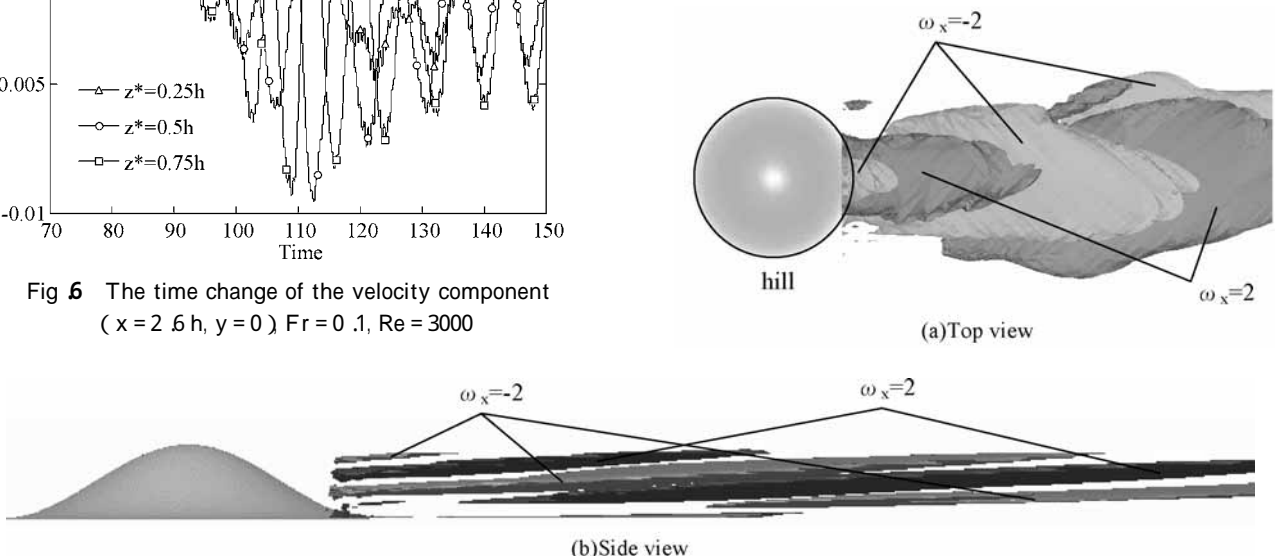 0.005
z*=0.25h
z*=0.5h
z*=0.75h
-0.01
70 80 90 100 110 120 130 140 150
Time
Fig .6 The time change of the velocity component
( x = 2 .6 h, y = 0 ), Fr = 0 .1, Re = 3000
ω x=-2
hill
ω x=2
(a)Top view
ω x=-2
ω x=2
(b)Side view